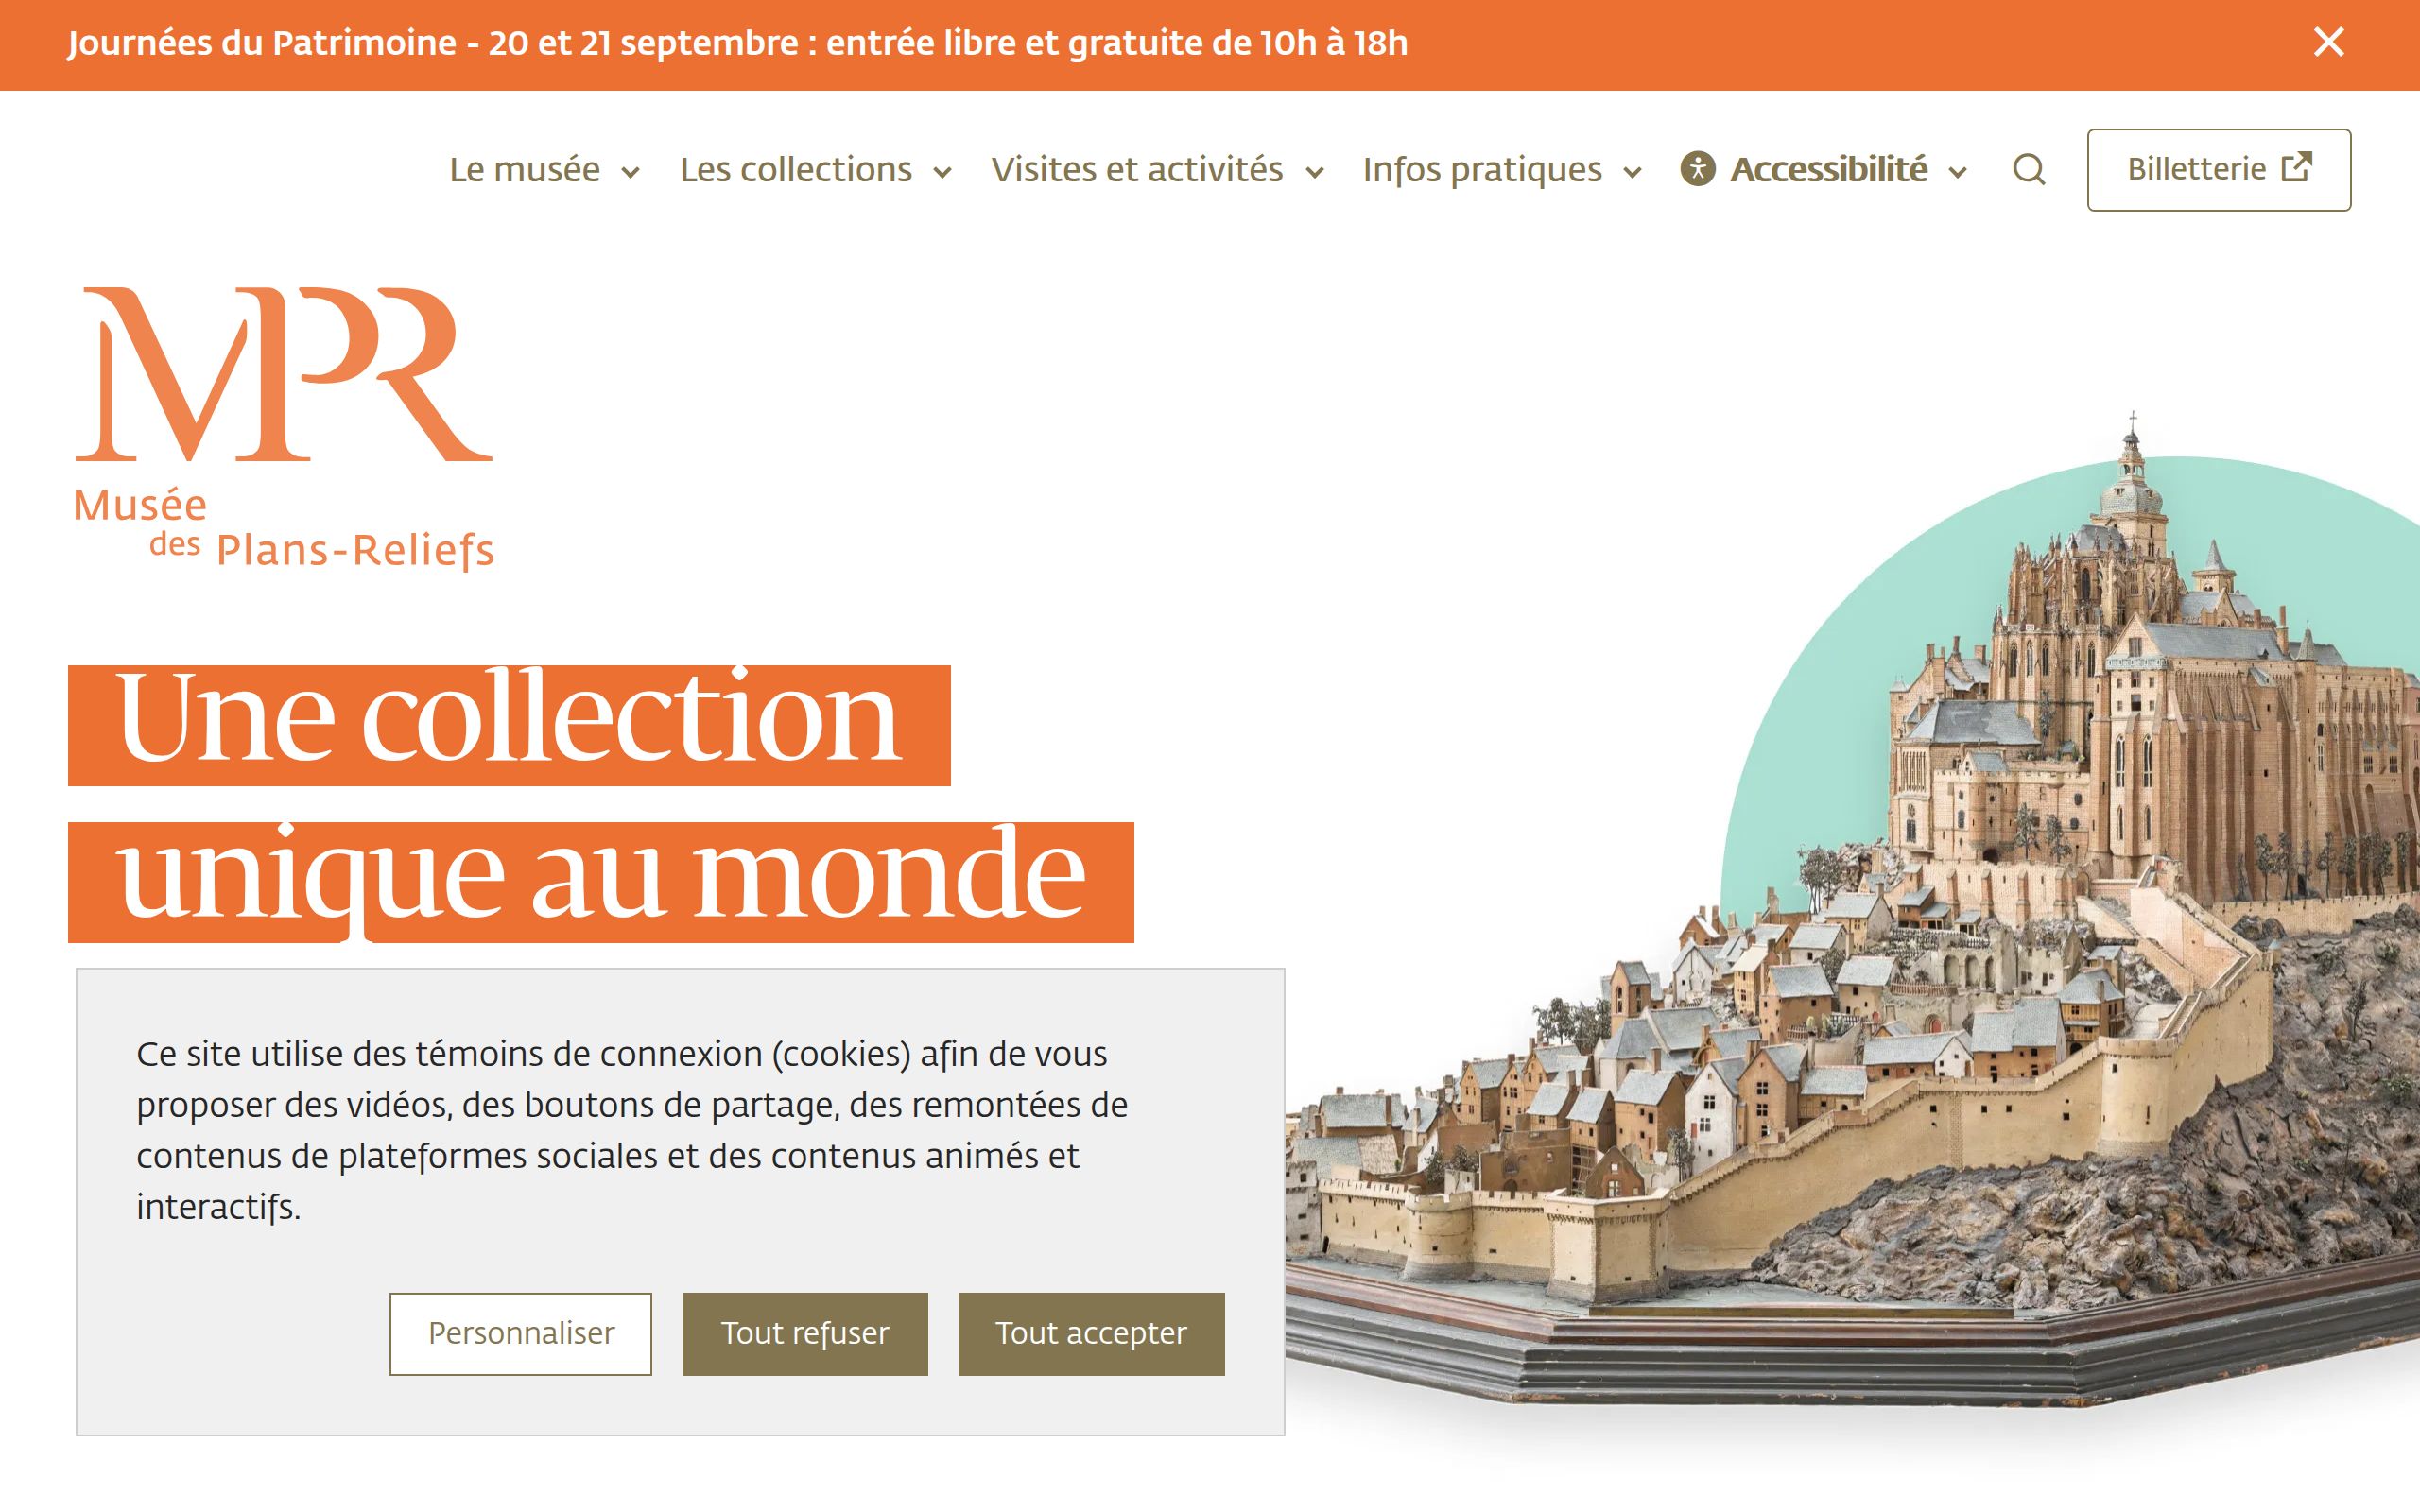 Journées du Patrimoine - 20 et 21 septembre : entrée libre et gratuite de 10h à 18h
Le musée Les collections Visites et activités Infos pratiques Accessibilité Billetterie
MPR
Musée
des Plans-Reliefs
Une collection
unique au monde
Ce site utilise des témoins de connexion (cookies) afin de vous
proposer des vidéos, des boutons de partage, des remontées de
contenus de plateformes sociales et des contenus animés et
interactifs.
Personnaliser Tout refuser Tout accepter